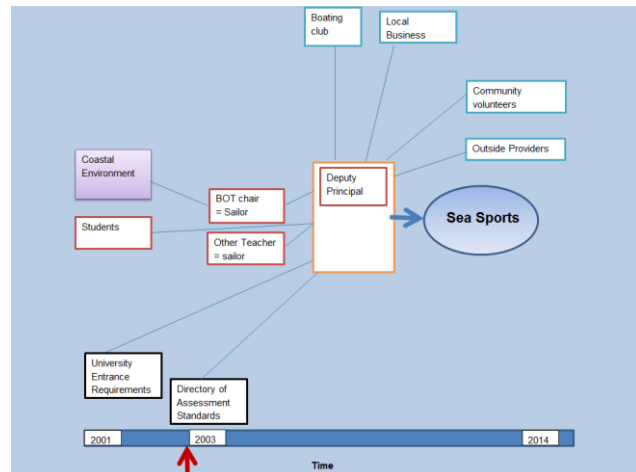 Boating
club
Local
Business
Community
volunteers
Outside Providers
Coastal
Environment
Deputy
Principal
BOT chair
= Sailor
Sea Sports
Students
Other Teacher
= sailor
University
Entrance
Requirements
Directory of
Assessment
Standards
2001
2003
2014
Time